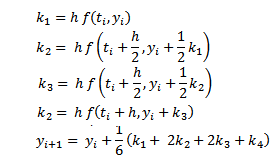 k₁ = h f(tᵢ, yᵢ)
k₂ = h f(tᵢ + h/2, yᵢ + 1/2 k₁)
k₃ = h f(tᵢ + h/2, yᵢ + 1/2 k₂)
k₂ = h f(tᵢ + h, yᵢ + k₃)
yᵢ₊₁ = yᵢ + 1/6 (k₁ + 2k₂ + 2k₃ + k₄)